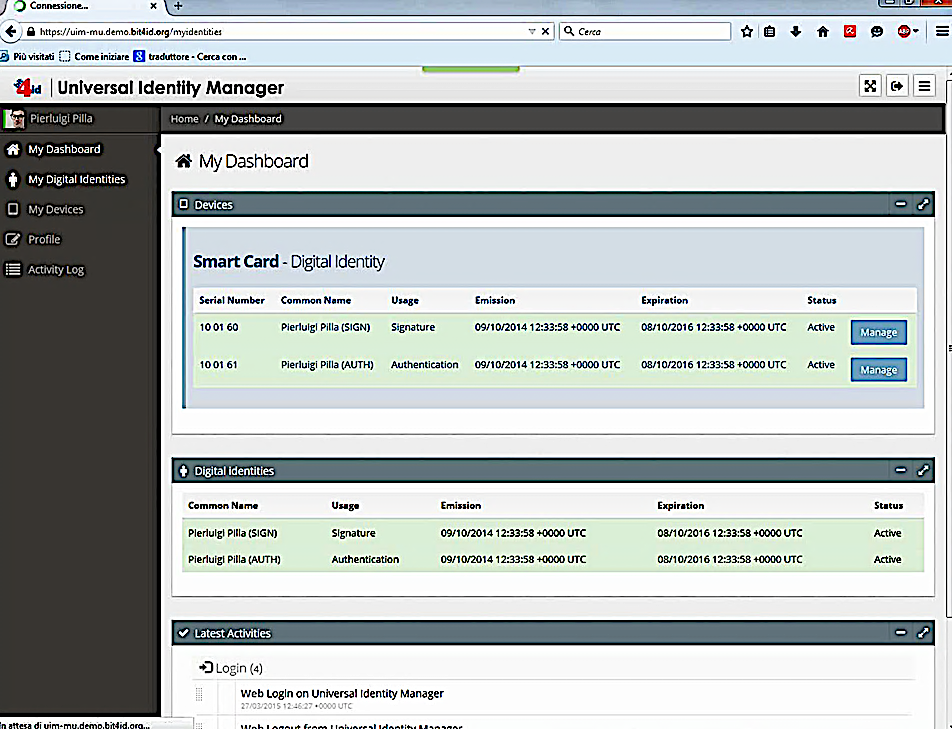 Connessione...
https://uim-mu.demo.bit4id.org/myidentities
Cerca
Più visitati Come iniziare traduttore - Cerca con ...
4id Universal Identity Manager
Pierluigi Pilla
Home / My Dashboard
My Dashboard
My Digital Identities
My Devices
Profile
Activity Log
My Dashboard
Devices
Smart Card - Digital Identity
Serial Number Common Name Usage Emission Expiration Status
10 01 60 Pierluigi Pilla (SIGN) Signature 09/10/2014 12:33:58 +0000 UTC 08/10/2016 12:33:58 +0000 UTC Active Manage
10 01 61 Pierluigi Pilla (AUTH) Authentication 09/10/2014 12:33:58 +0000 UTC 08/10/2016 12:33:58 +0000 UTC Active Manage
Digital Identities
Common Name Usage Emission Expiration Status
Pierluigi Pilla (SIGN) Signature 09/10/2014 12:33:58 +0000 UTC 08/10/2016 12:33:58 +0000 UTC Active
Pierluigi Pilla (AUTH) Authentication 09/10/2014 12:33:58 +0000 UTC 08/10/2016 12:33:58 +0000 UTC Active
Latest Activities
Login (4)
Web Login on Universal Identity Manager
27/03/2015 12:46:27 +0000 UTC
Web Logout from Universal Identity Manager
In attesa di uim-mu.demo.bit4id.org...